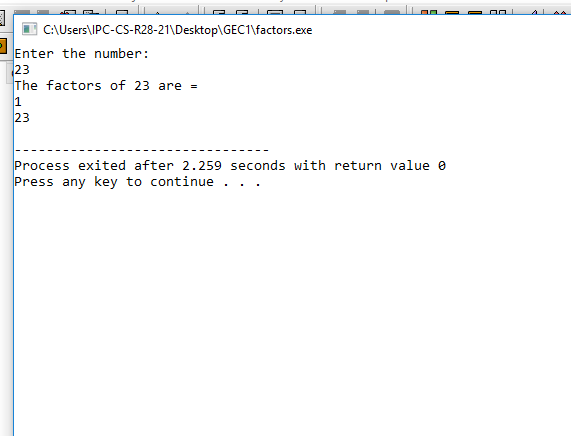 C:\Users\IPC-CS-R28-21\Desktop\GEC1\factors.exe
Enter the number:
23
The factors of 23 are =
1
23
--------------------------------
Process exited after 2.259 seconds with return value 0
Press any key to continue . . .